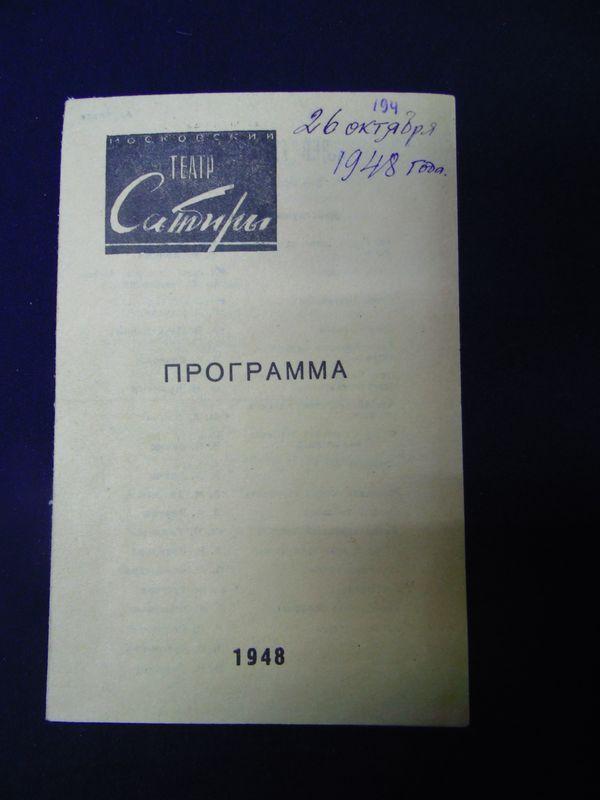 194
26 октября
1948 года.
МОСКОВСКИЙ
ТЕАТР
Сатиры
ПРОГРАММА
1948